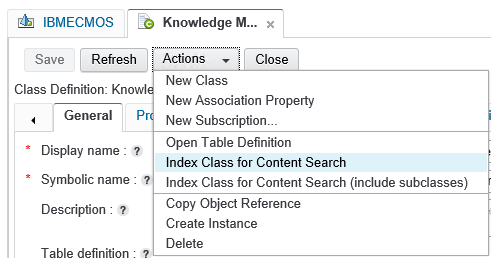 IBMECMOS Knowledge M... ×
Save Refresh Actions Close
Class Definition: Knowle
General Pro
New Class
New Association Property
New Subscription...
Open Table Definition
Index Class for Content Search
Index Class for Content Search (include subclasses)
Copy Object Reference
Create Instance
Delete
* Display name : ?
* Symbolic name : ?
Description : ?
Table definition : ?